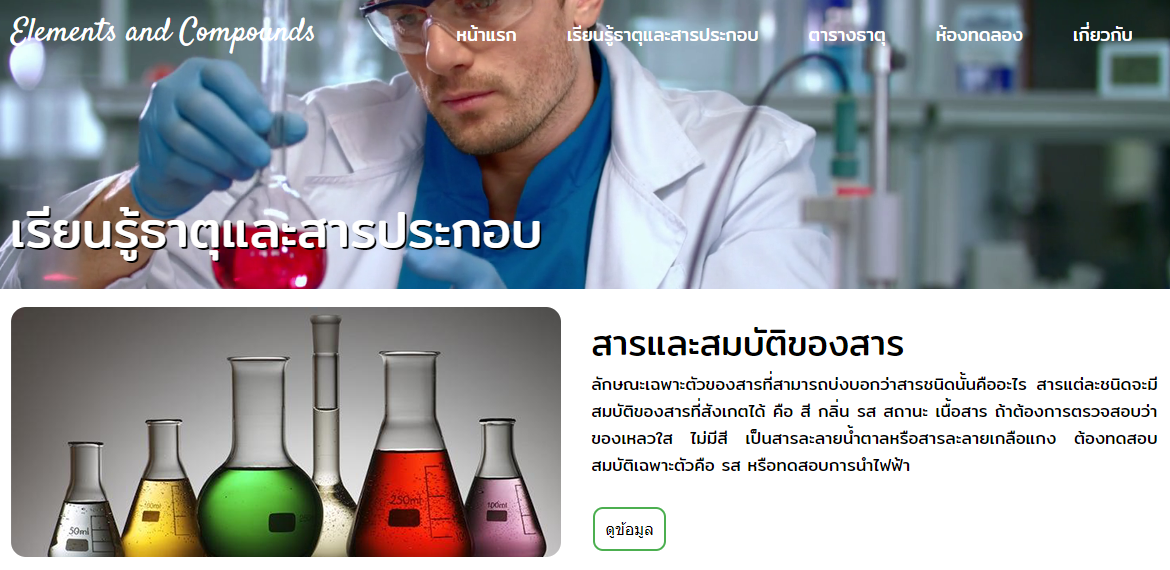 Elements and Compounds
หน้าแรก เรียนรู้ธาตุและสารประกอบ ตารางธาตุ ห้องทดลอง เกี่ยวกับ
เรียนรู้ธาตุและสารประกอบ
สารและสมบัติของสาร
ลักษณะเฉพาะตัวของสารที่สามารถบ่งบอกว่าสารชนิดนั้นคืออะไร สารแต่ละชนิดจะมี
สมบัติของสารที่สังเกตได้ คือ สี กลิ่น รส สถานะ เนื้อสาร ถ้าต้องการตรวจสอบว่า
ของเหลวใส ไม่มีสี เป็นสารละลายน้ำตาลหรือสารละลายเกลือแกง ต้องทดสอบ
สมบัติเฉพาะตัวคือ รส หรือทดสอบการนำไฟฟ้า
ดูข้อมูล
50ml
250ml
100ml